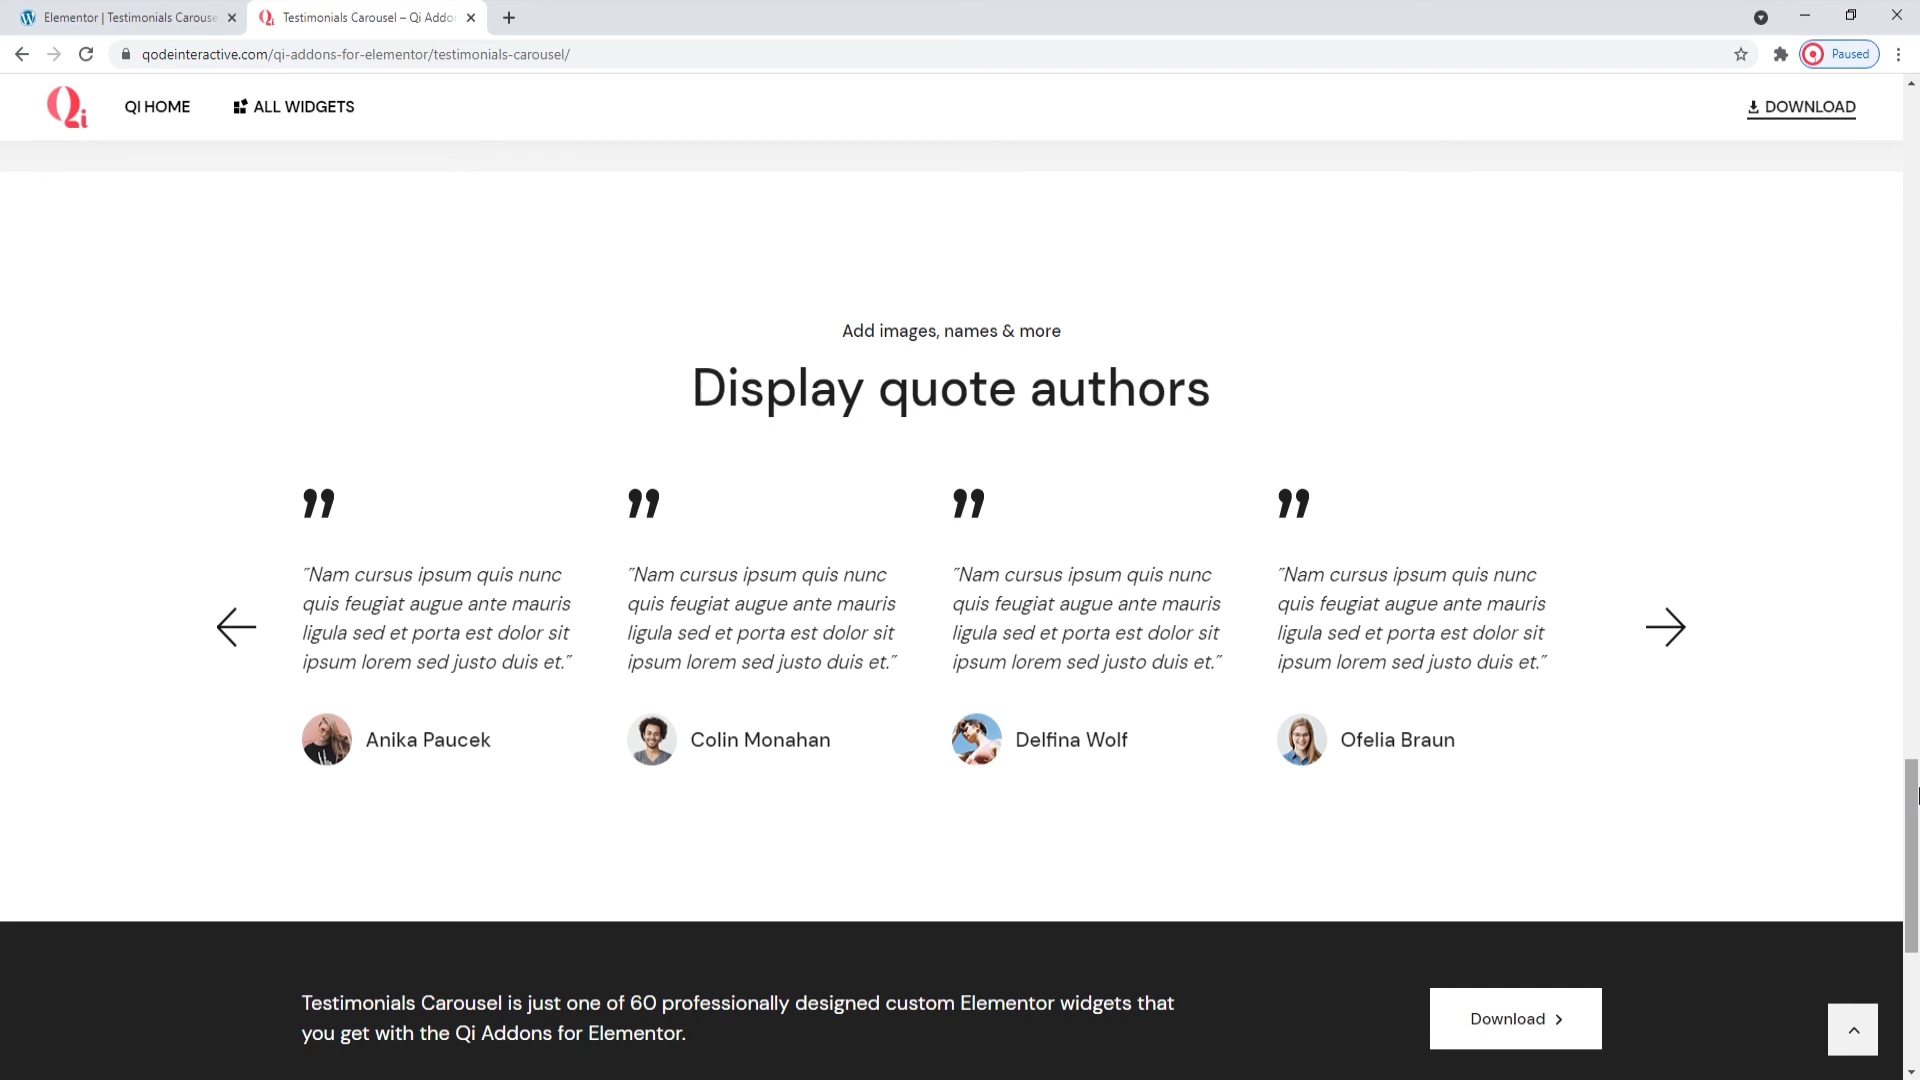 Elementor | Testimonials Carouse
Testimonials Carousel – Qi Addo
qodeinteractive.com/qi-addons-for-elementor/testimonials-carousel/
Paused
Qi
QI HOME
ALL WIDGETS
DOWNLOAD
Add images, names & more
Display quote authors
"Nam cursus ipsum quis nunc
quis feugiat augue ante mauris
ligula sed et porta est dolor sit
ipsum lorem sed justo duis et."
Anika Paucek
"Nam cursus ipsum quis nunc
quis feugiat augue ante mauris
ligula sed et porta est dolor sit
ipsum lorem sed justo duis et."
Colin Monahan
"Nam cursus ipsum quis nunc
quis feugiat augue ante mauris
ligula sed et porta est dolor sit
ipsum lorem sed justo duis et."
Delfina Wolf
"Nam cursus ipsum quis nunc
quis feugiat augue ante mauris
ligula sed et porta est dolor sit
ipsum lorem sed justo duis et."
Ofelia Braun
Testimonials Carousel is just one of 60 professionally designed custom Elementor widgets that
you get with the Qi Addons for Elementor.
Download